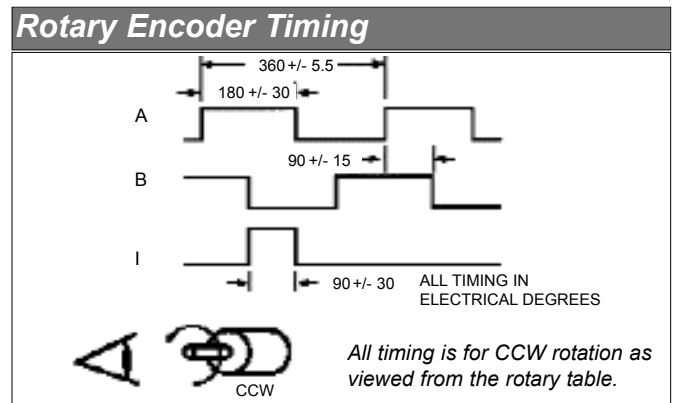 Rotary Encoder Timing
360 +/- 5.5
180 +/- 30
A
90 +/- 15
B
I
90 +/- 30
ALL TIMING IN
ELECTRICAL DEGREES
All timing is for CCW rotation as
viewed from the rotary table.
CCW